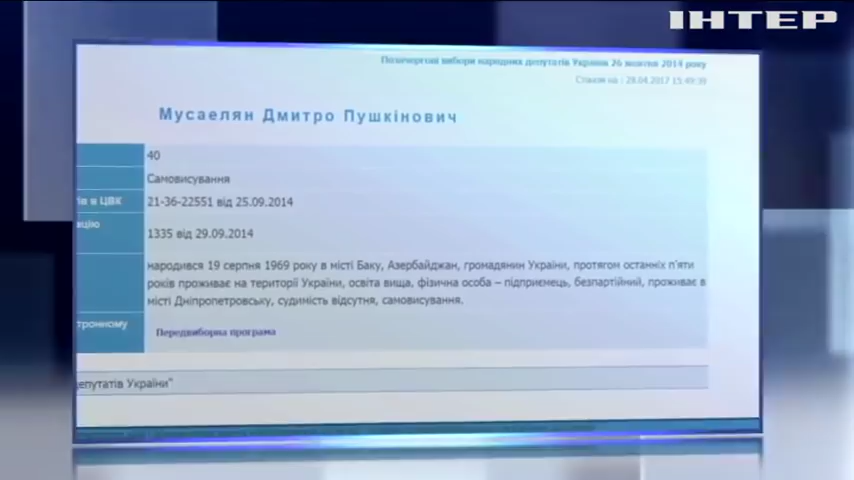 ІНТЕР
Позачергові вибори народних депутатів України 26 жовтня 2014 року
Станом на : 28.04.2017 15:49:39
Мусаелян Дмитро Пушкінович
40
Самовисування
ів в ЦВК 21-36-22551 від 25.09.2014
ацію
1335 від 29.09.2014
народився 19 серпня 1969 року в місті Баку, Азербайджан, громадянин України, протягом останніх п'яти
років проживає на території України, освіта вища, фізична особа – підприємець, безпартійний, проживає в
місті Дніпропетровську, судимість відсутня, самовисування.
тронному
Передвиборна програма
депутатів України"